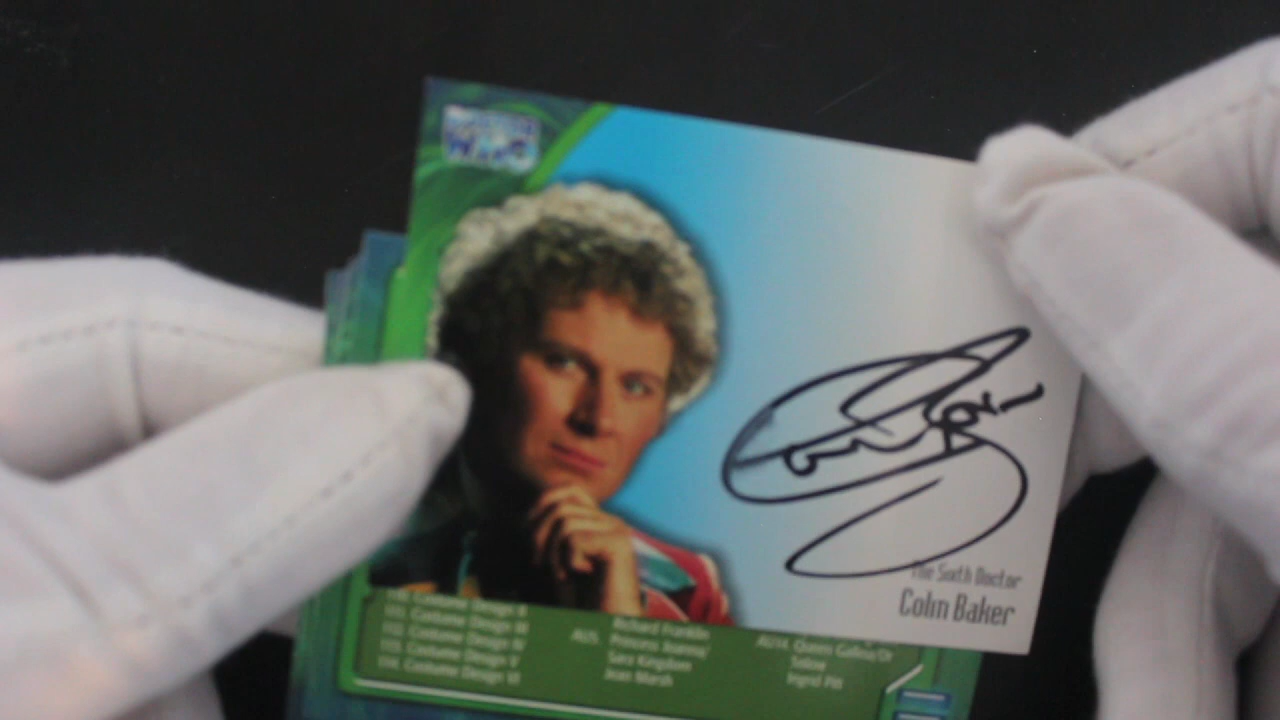 DOCTOR
WHO
The Sixth Doctor
Colin Baker
Costume Design II
Costume Design III
Costume Design IV
Costume Design V
Costume Design VI
Richard Franklin
Princess Joanna/
Sara Kingdom
Jean Marsh
Queen Galleia/Dr
Solow
Ingrid Pitt